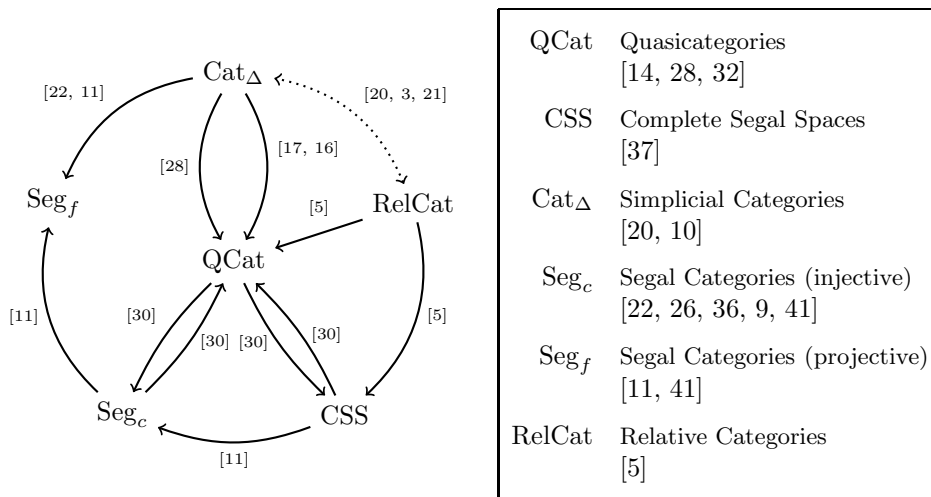 Cat_Δ
[22, 11]
[20, 3, 21]
[28]
[17, 16]
Seg_f
RelCat
[5]
QCat
[11]
[30]
[30]
[30]
[30]
[5]
Seg_c
CSS
[11]
QCat Quasicategories
[14, 28, 32]
CSS Complete Segal Spaces
[37]
Cat_Δ Simplicial Categories
[20, 10]
Seg_c Segal Categories (injective)
[22, 26, 36, 9, 41]
Seg_f Segal Categories (projective)
[11, 41]
RelCat Relative Categories
[5]